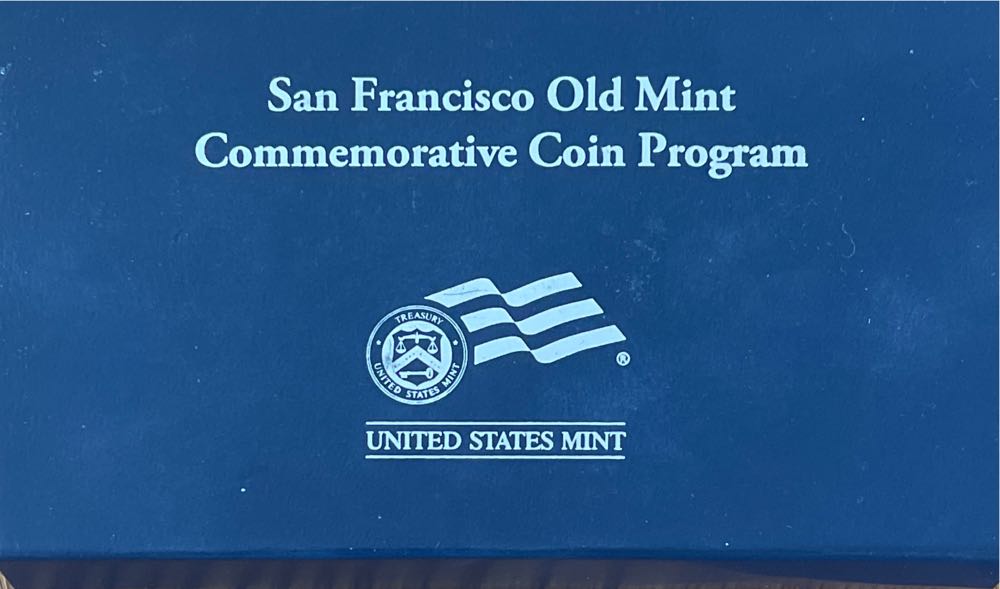 San Francisco Old Mint
Commemorative Coin Program
TREASURY
UNITED STATES MINT
®
UNITED STATES MINT